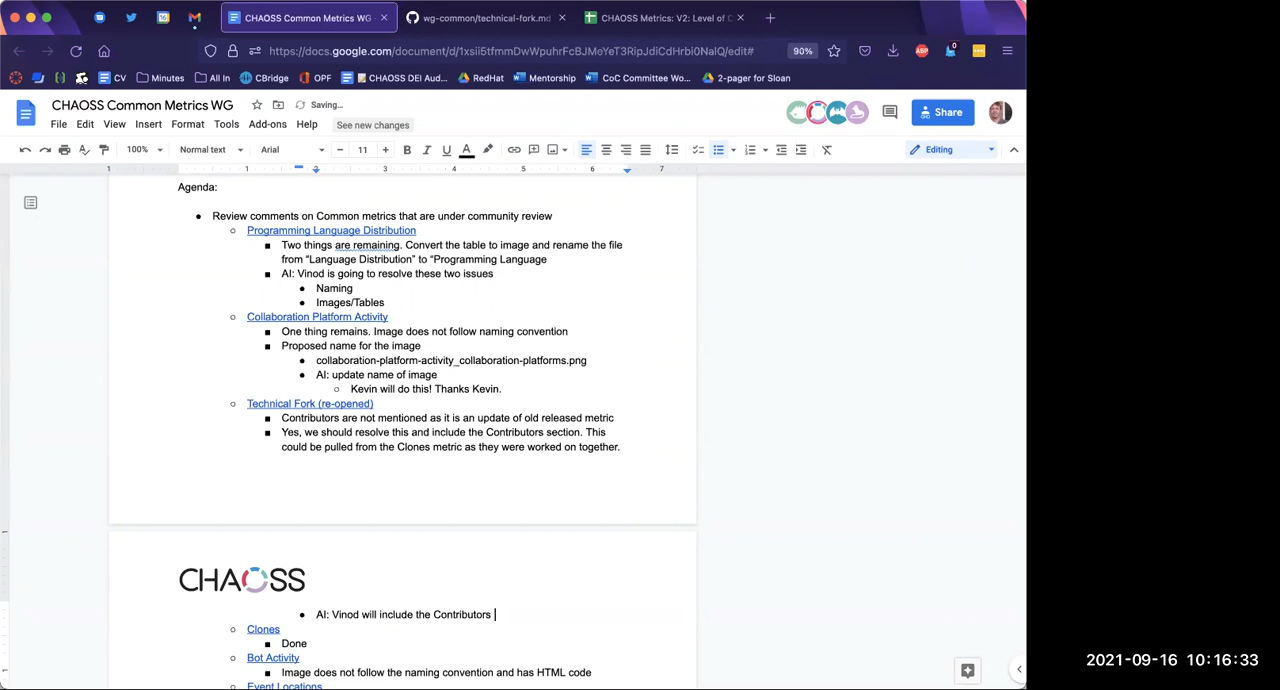 CHAOSS Common Metrics WG -
wg-common/technical-fork.md
CHAOSS Metrics: V2: Level of C
https://docs.google.com/document/d/1xsii5tfmmDwWpuhrFcBJMeYeT3RipJdiCdHrbi0NalQ/edit#
90%
CV Minutes All In CBridge OPF CHAOSS DEI Aud... RedHat Mentorship CoC Committee Wo... 2-pager for Sloan
CHAOSS Common Metrics WG Saving...
File Edit View Insert Format Tools Add-ons Help See new changes
Share
100% Normal text Arial 11 B I U A Editing
1 1 2 3 4 5 6 7
Agenda:
Review comments on Common metrics that are under community review
Programming Language Distribution
Two things are remaining. Convert the table to image and rename the file
from “Language Distribution” to “Programming Language
AI: Vinod is going to resolve these two issues
Naming
Images/Tables
Collaboration Platform Activity
One thing remains. Image does not follow naming convention
Proposed name for the image
collaboration-platform-activity_collaboration-platforms.png
AI: update name of image
Kevin will do this! Thanks Kevin.
Technical Fork (re-opened)
Contributors are not mentioned as it is an update of old released metric
Yes, we should resolve this and include the Contributors section. This
could be pulled from the Clones metric as they were worked on together.
CHAOSS
AI: Vinod will include the Contributors
Clones
Done
Bot Activity
Image does not follow the naming convention and has HTML code
Event Locations
2021-09-16 10:16:33